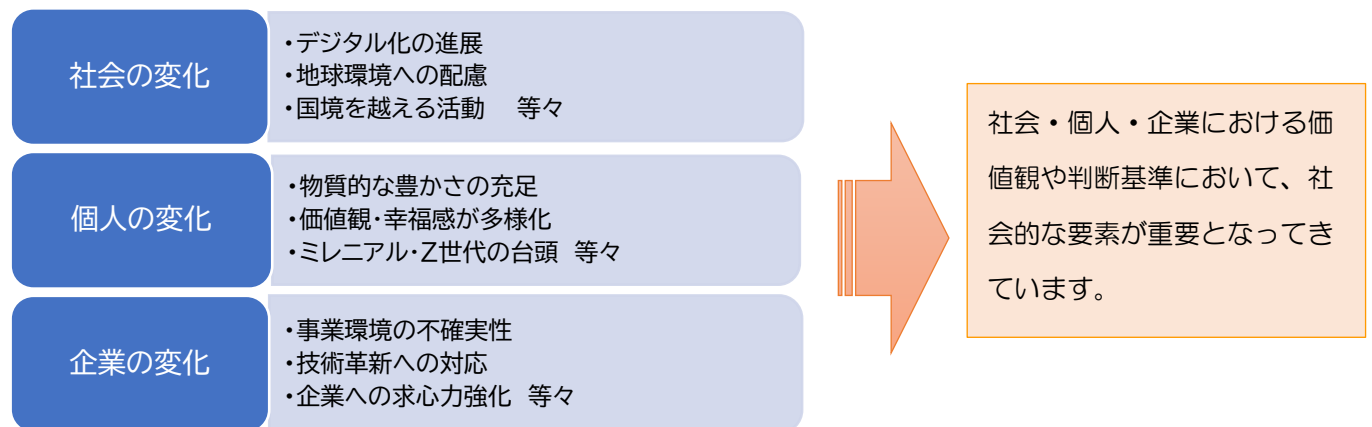 社会の変化
・デジタル化の進展
・地球環境への配慮
・国境を越える活動　等々
個人の変化
・物質的な豊かさの充足
・価値観・幸福感が多様化
・ミレニアル・Z世代の台頭　等々
企業の変化
・事業環境の不確実性
・技術革新への対応
・企業への求心力強化　等々
社会・個人・企業における価
値観や判断基準において、社
会的な要素が重要となってき
ています。